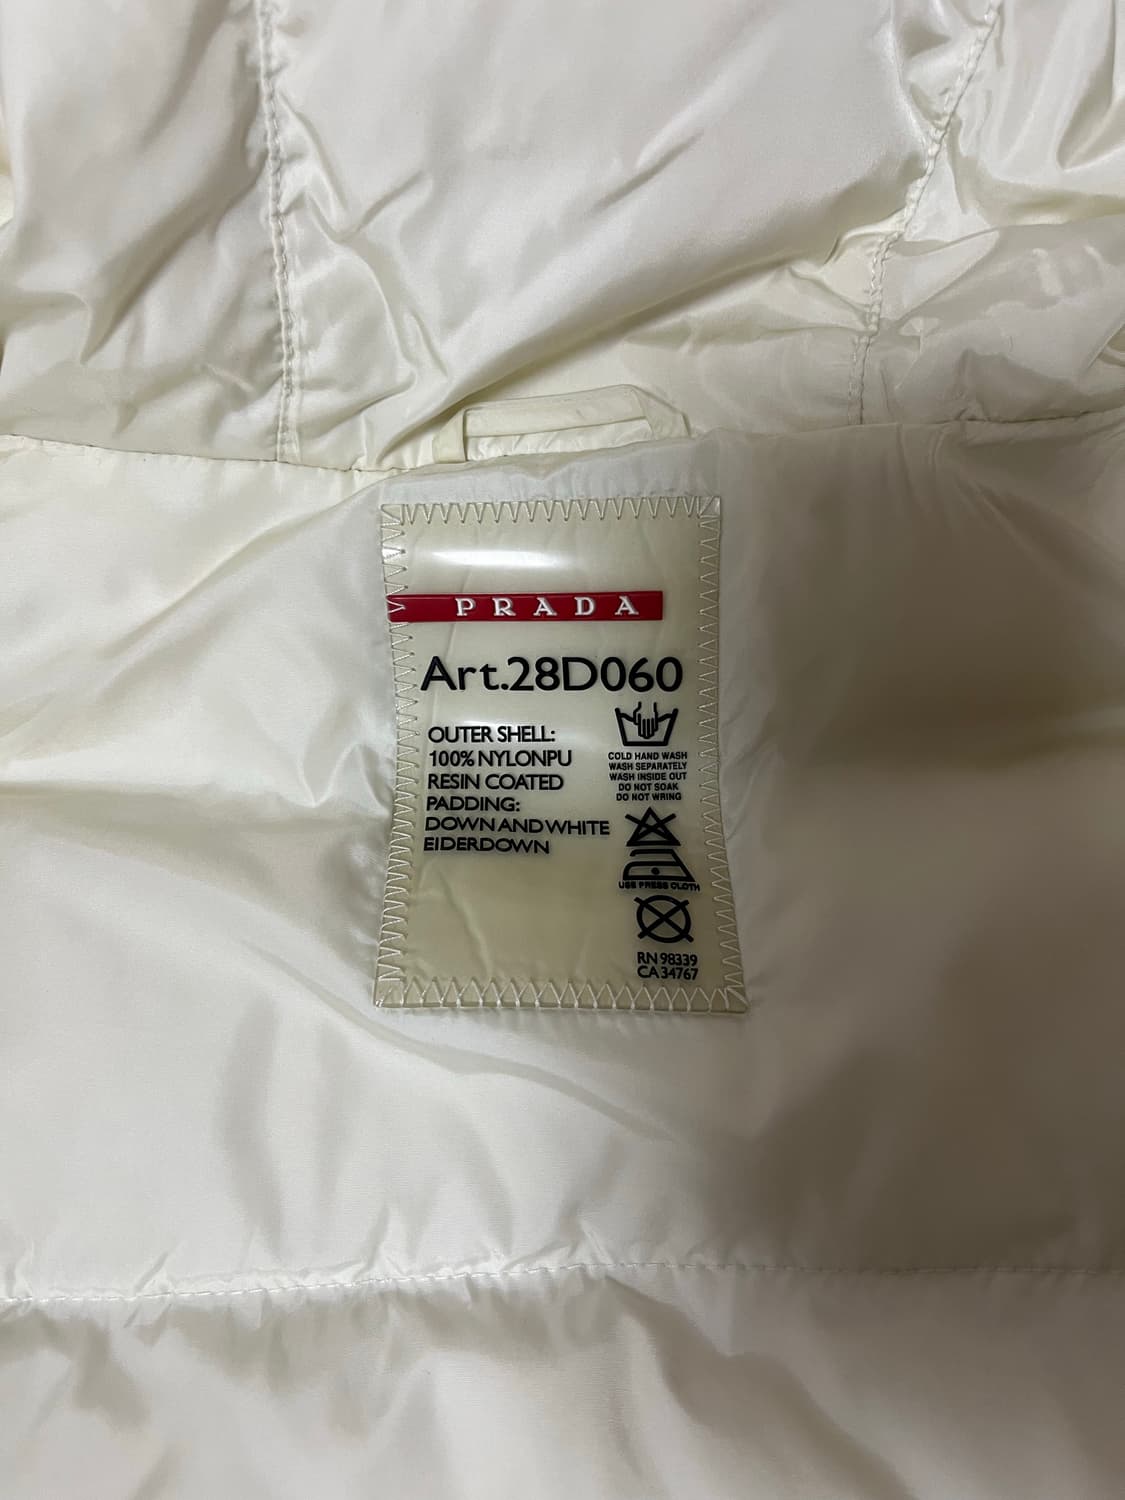 PRADA
Art.28D060
OUTER SHELL:
100% NYLONPU
RESIN COATED
PADDING:
DOWN AND WHITE
EIDERDOWN
COLD HAND WASH
WASH SEPARATELY
WASH INSIDE OUT
DO NOT SOAK
DO NOT WRING
USE PRESS CLOTH
RN 98339
CA 34767